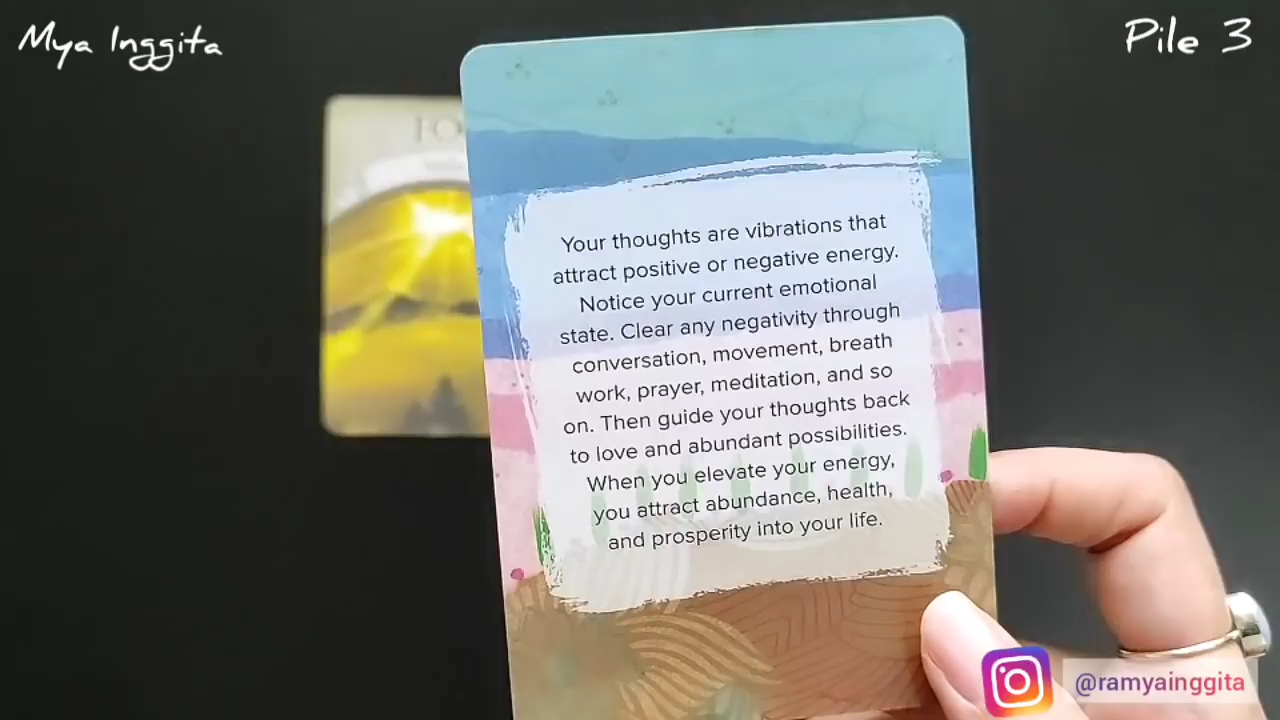 Mya Inggita
Pile 3
Your thoughts are vibrations that
attract positive or negative energy.
Notice your current emotional
state. Clear any negativity through
conversation, movement, breath
work, prayer, meditation, and so
on. Then guide your thoughts back
to love and abundant possibilities.
When you elevate your energy,
you attract abundance, health,
and prosperity into your life.
@ramyainggita